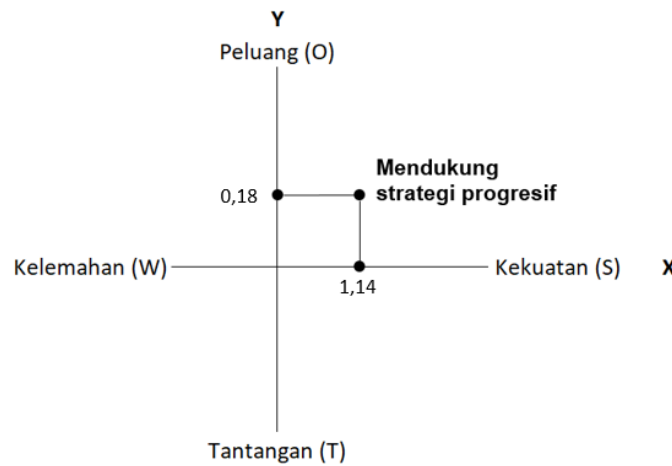 Y
Peluang (O)
Mendukung
strategi progresif
0,18
Kelemahan (W)
Kekuatan (S)
X
1,14
Tantangan (T)